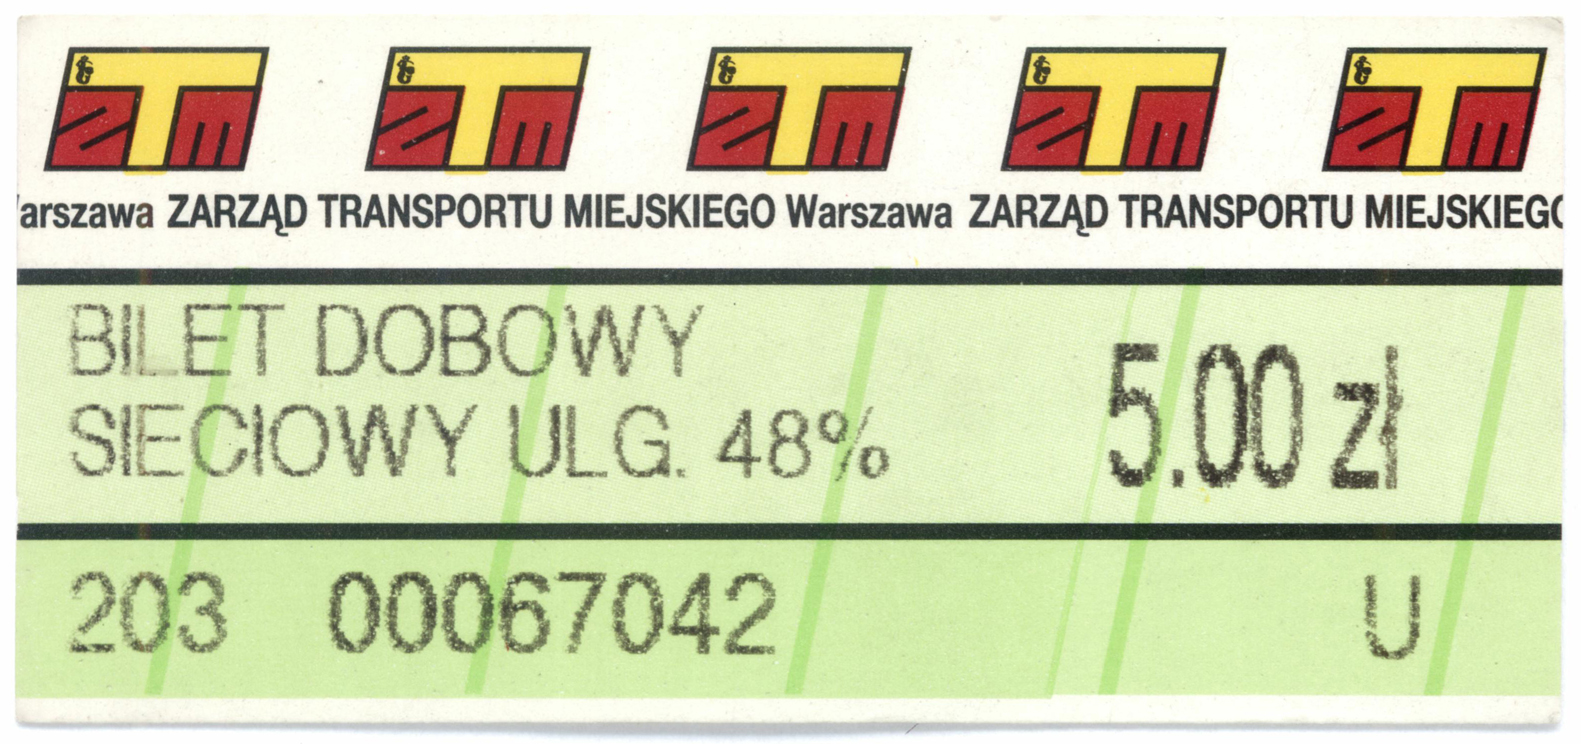 ZTM ZTM ZTM ZTM ZTM
arszawa ZARZĄD TRANSPORTU MIEJSKIEGO Warszawa ZARZĄD TRANSPORTU MIEJSKIEGO
BILET DOBOWY
SIECIOWY ULG. 48%
5.00 zł
203 00067042 U